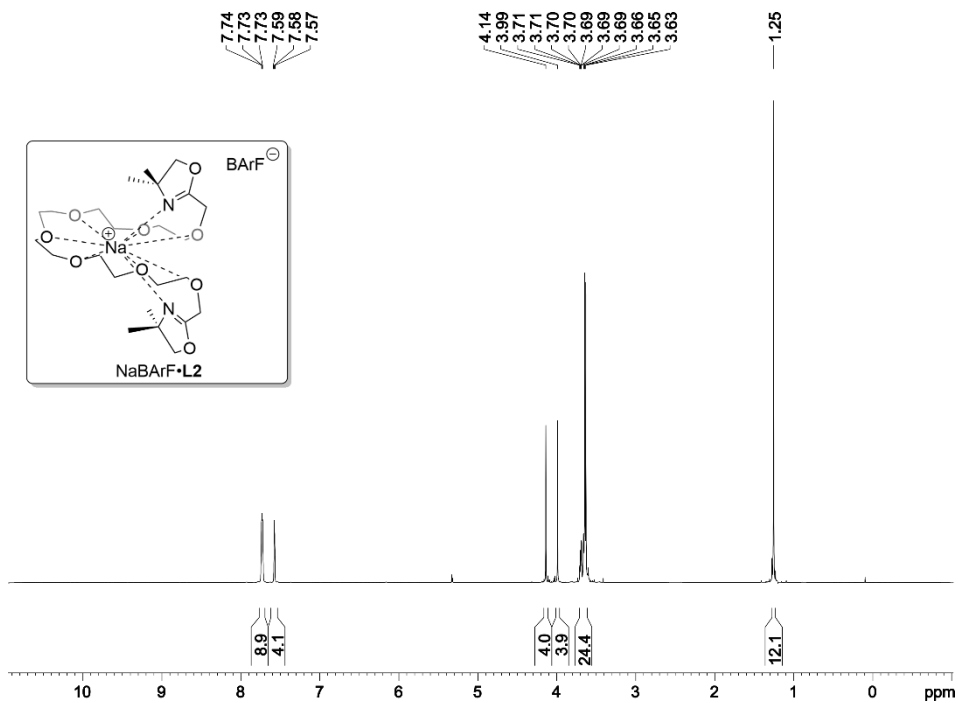 7.74
7.73
7.73
7.59
7.58
7.57
4.14
3.99
3.71
3.71
3.70
3.70
3.69
3.69
3.69
3.66
3.65
3.63
1.25
BArF⊖
O
N
O
O
O
O
⊕
Na
O
O
O
O
N
O
NaBArF•L2
8.9
4.1
4.0
3.9
24.4
12.1
10 9 8 7 6 5 4 3 2 1 0 ppm